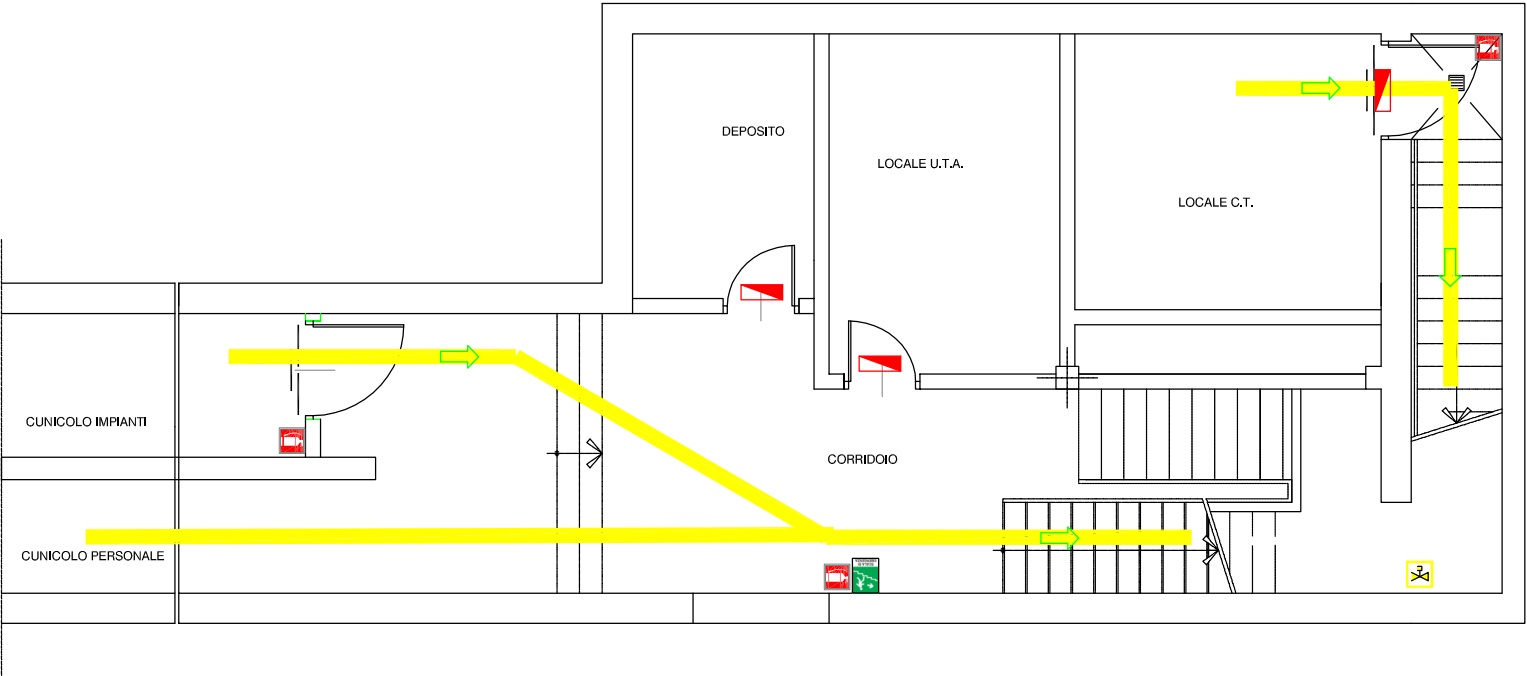 DEPOSITO
LOCALE U.T.A.
LOCALE C.T.
CUNICOLO IMPIANTI
CORRIDOIO
CUNICOLO PERSONALE